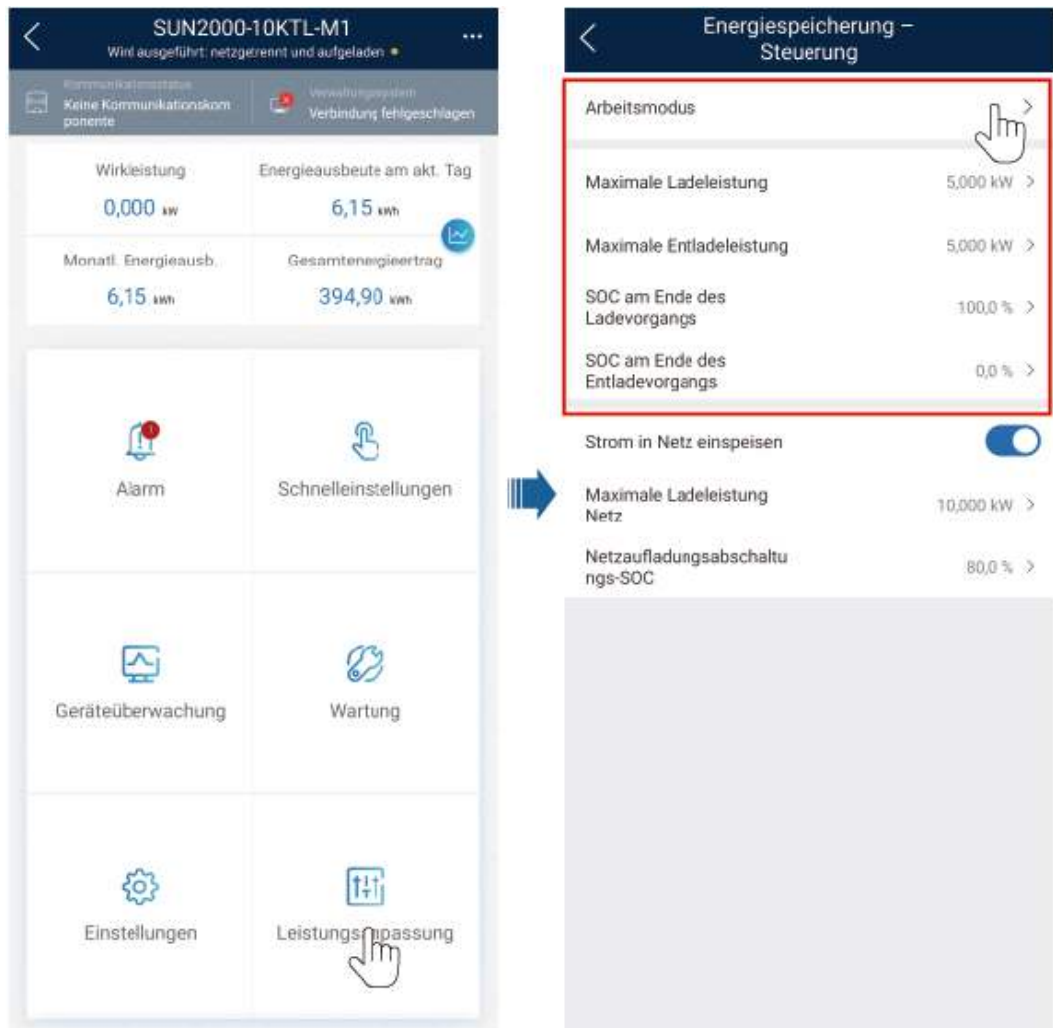 SUN2000-10KTL-M1
...
Wird ausgeführt: netzgetrennt und aufgeladen
Kommunikationsstatus
Keine Kommunikationskom
ponente
Verwaltungssystem
Verbindung fehlgeschlagen
Wirkleistung
0,000 kW
Energieausbeute am akt. Tag
6,15 kWh
Monatl. Energieausb.
6,15 kWh
Gesamtenergieertrag
394,90 kWh
Alarm
Schnelleinstellungen
Geräteüberwachung
Wartung
Einstellungen
Leistungsanpassung
Energiespeicherung –
Steuerung
Arbeitsmodus
Maximale Ladeleistung
5,000 kW
Maximale Entladeleistung
5,000 kW
SOC am Ende des
Ladevorgangs
100,0 %
SOC am Ende des
Entladevorgangs
0,0 %
Strom in Netz einspeisen
Maximale Ladeleistung
Netz
10,000 kW
Netzaufladungsabschaltu
ngs-SOC
80,0 %